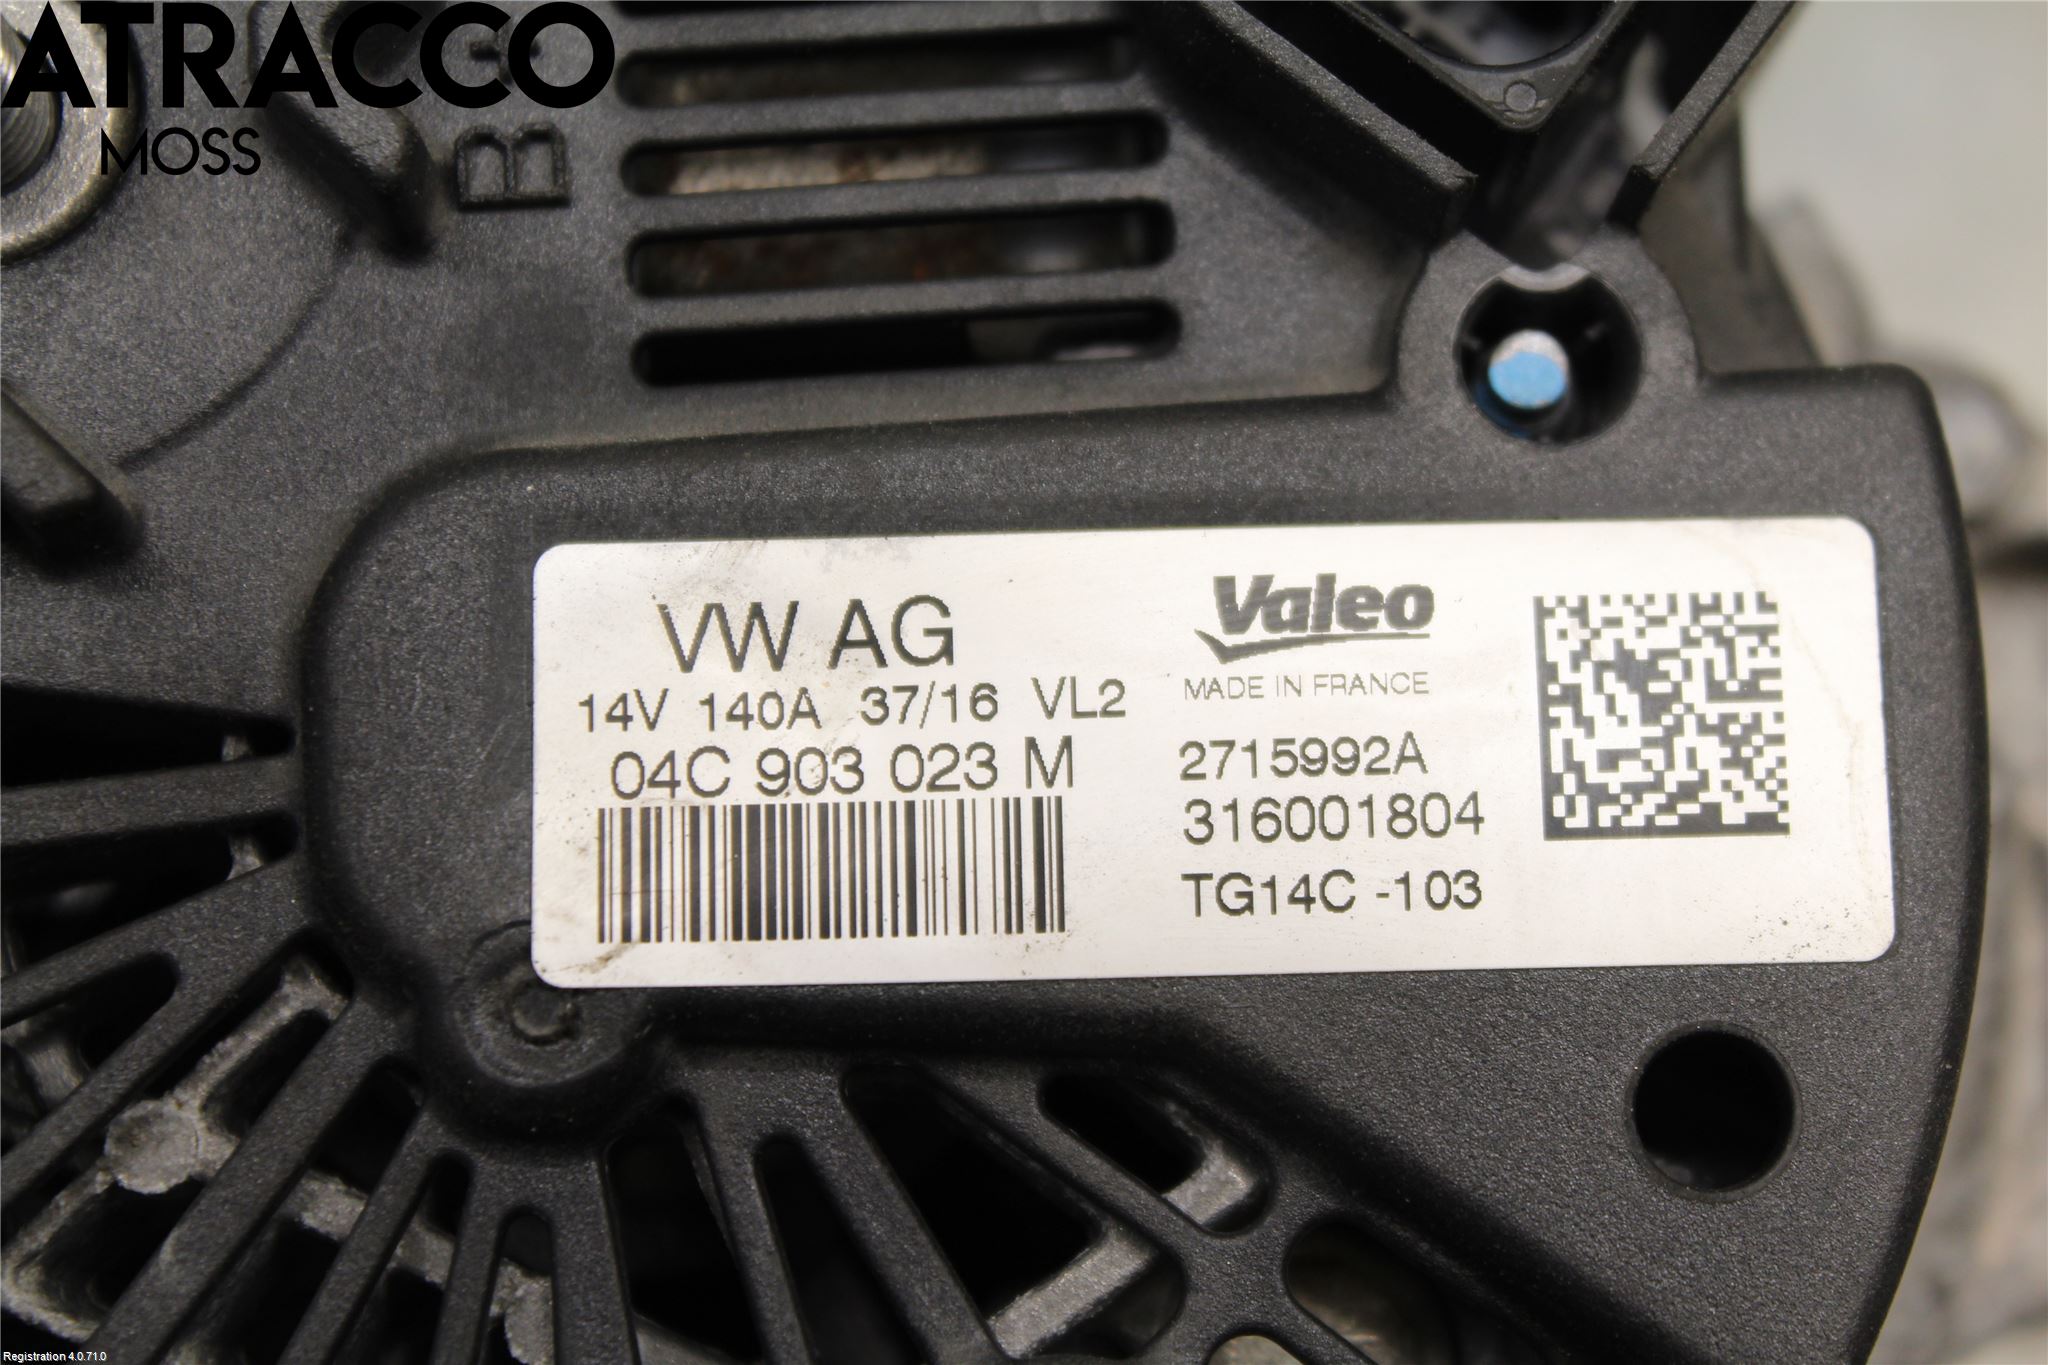 ATRACCO
MOSS
B+
VW AG
14V 140A 37/16 VL2
04C 903 023 M
Valeo
MADE IN FRANCE
2715992A
316001804
TG14C -103
Registration 4.0.71.0